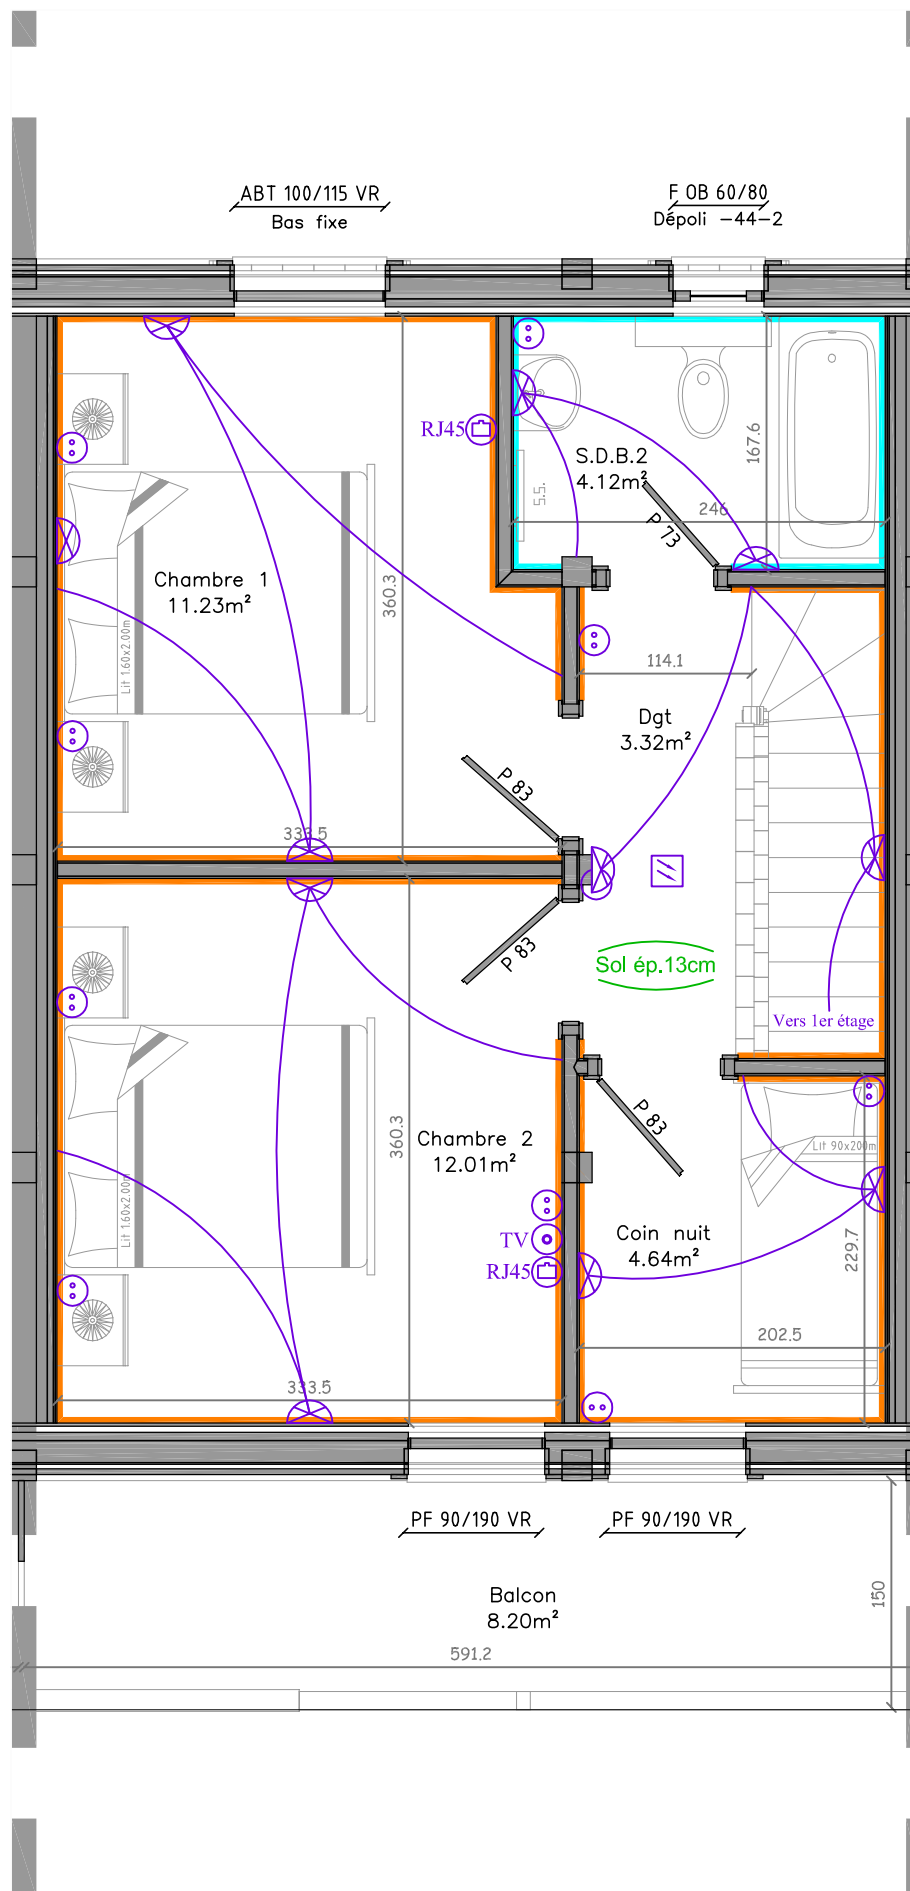 ABT 100/115 VR
Bas fixe
F OB 60/80
Dépoli -44-2
RJ45
S.D.B.2
4.12m²
167.6
S.S.
246
P 73
Chambre 1
11.23m²
360.3
Lit 1.60x2.00m
114.1
Dgt
3.32m²
P 83
333.5
P 83
Sol ép.13cm
Vers 1er étage
P 83
Chambre 2
12.01m²
360.3
Lit 1.60x2.00m
Lit 90x200m
TV
RJ45
Coin nuit
4.64m²
229.7
202.5
333.5
PF 90/190 VR
PF 90/190 VR
Balcon
8.20m²
150
591.2